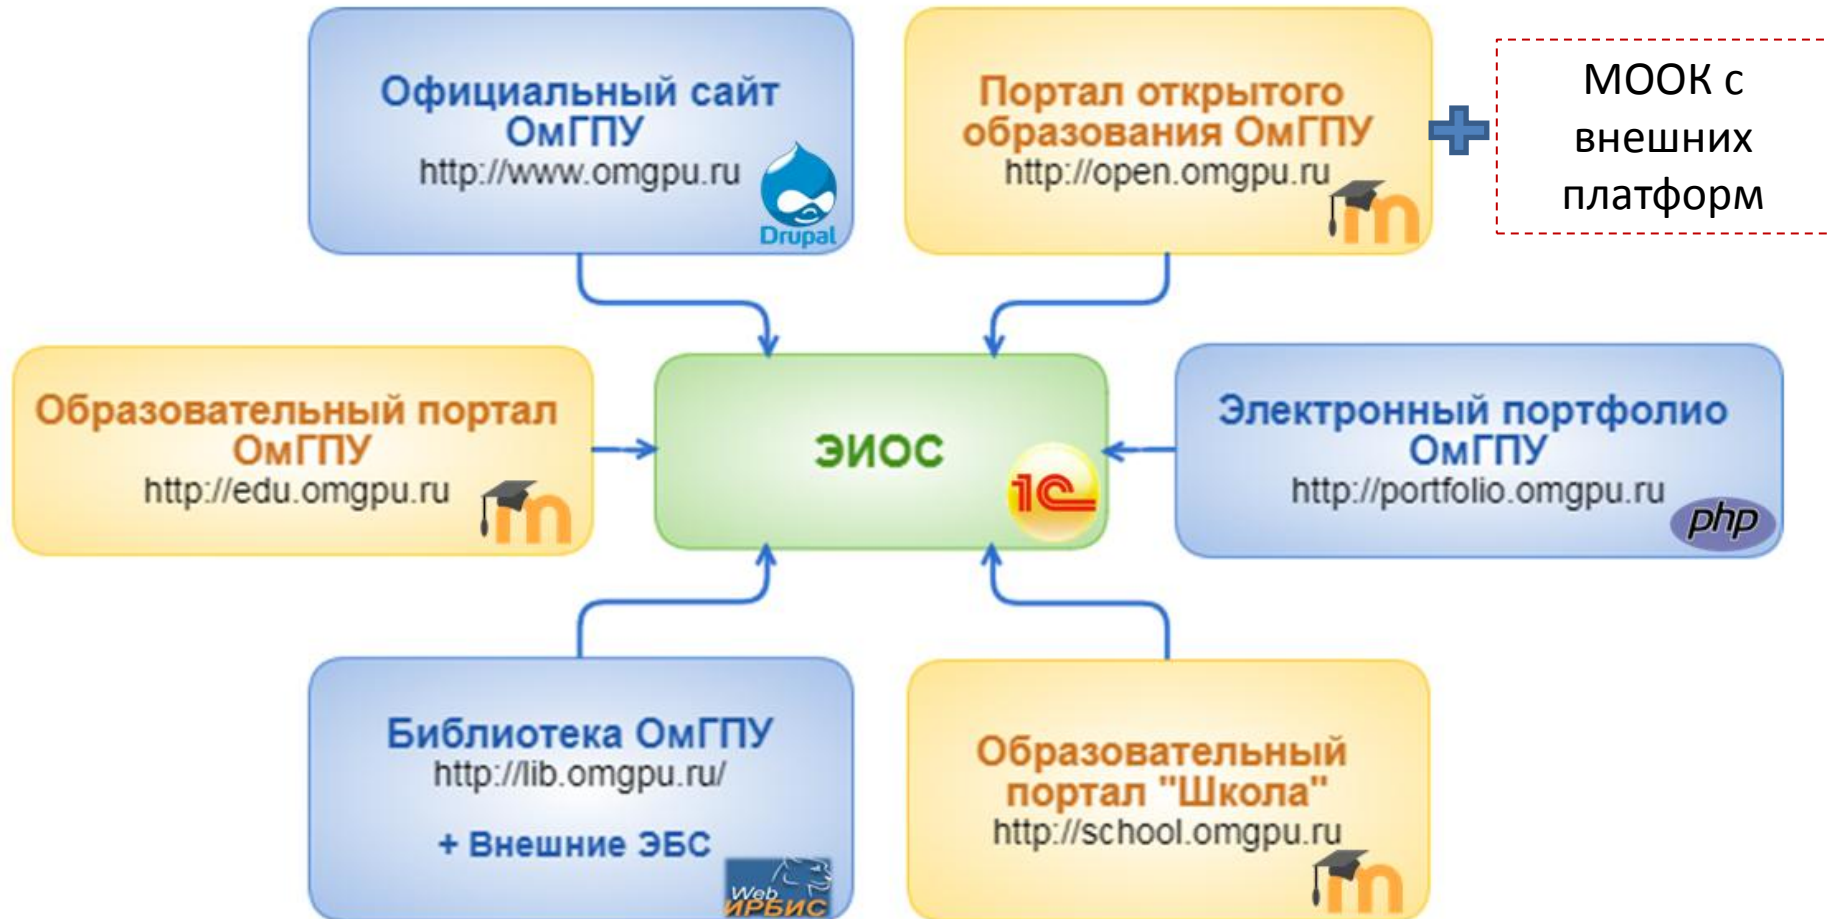 Официальный сайт
ОмГПУ
http://www.omgpu.ru
Drupal
Портал открытого
образования ОмГПУ
http://open.omgpu.ru
m
МООК с
внешних
платформ
Образовательный портал
ОмГПУ
http://edu.omgpu.ru
m
ЭИОС
1С
Электронный портфолио
ОмГПУ
http://portfolio.omgpu.ru
php
Библиотека ОмГПУ
http://lib.omgpu.ru/
+ Внешние ЭБС
Web
ИРБИС
Образовательный
портал "Школа"
http://school.omgpu.ru
m